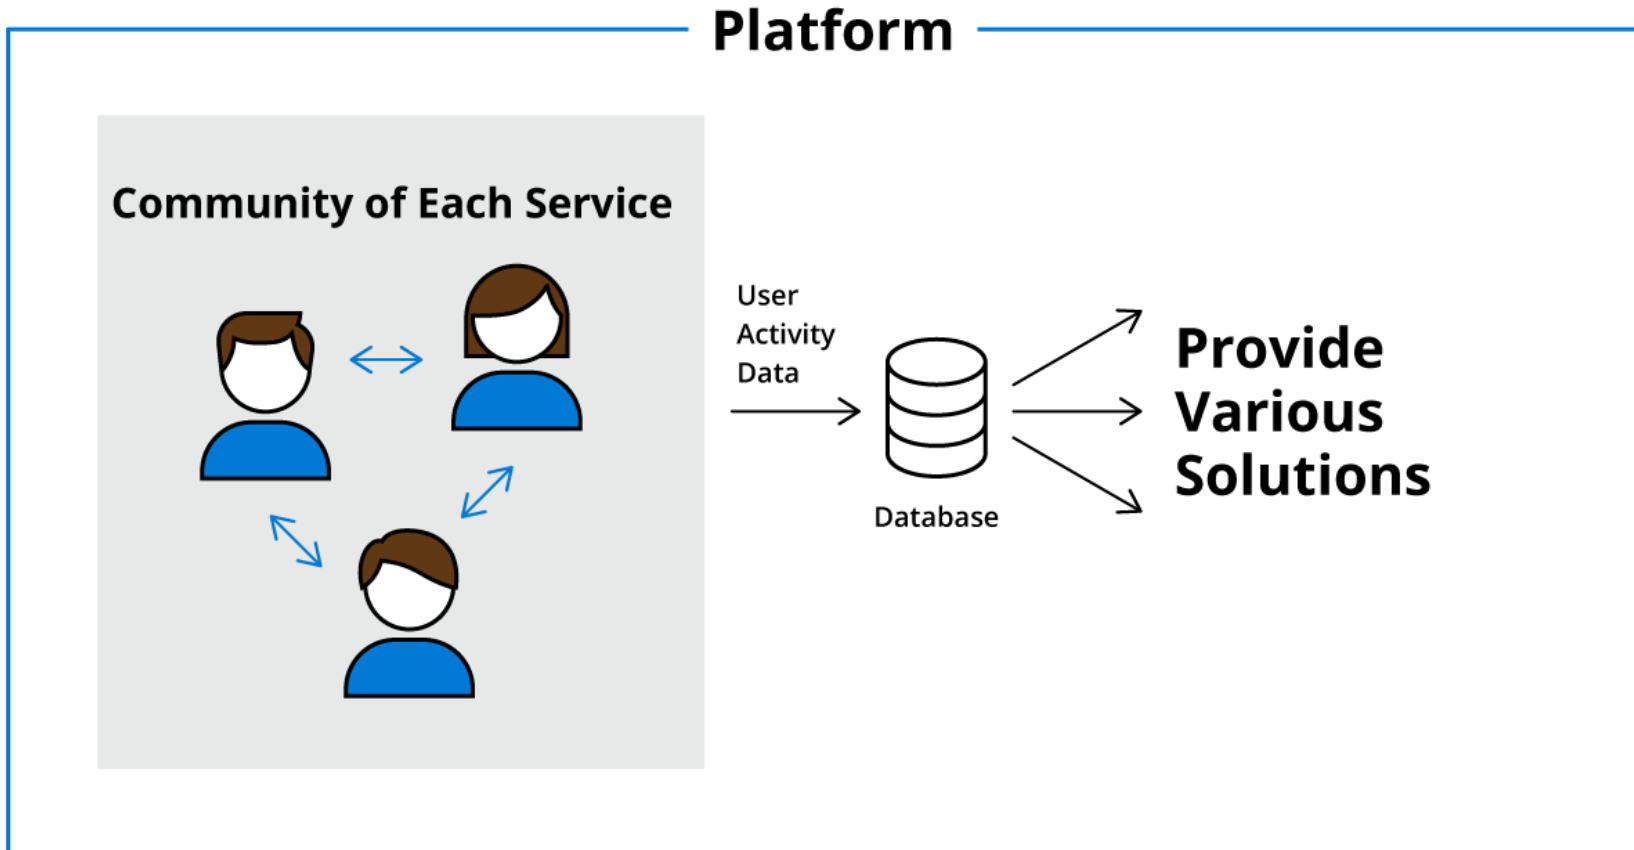 Platform
Community of Each Service
User
Activity
Data
Database
Provide
Various
Solutions